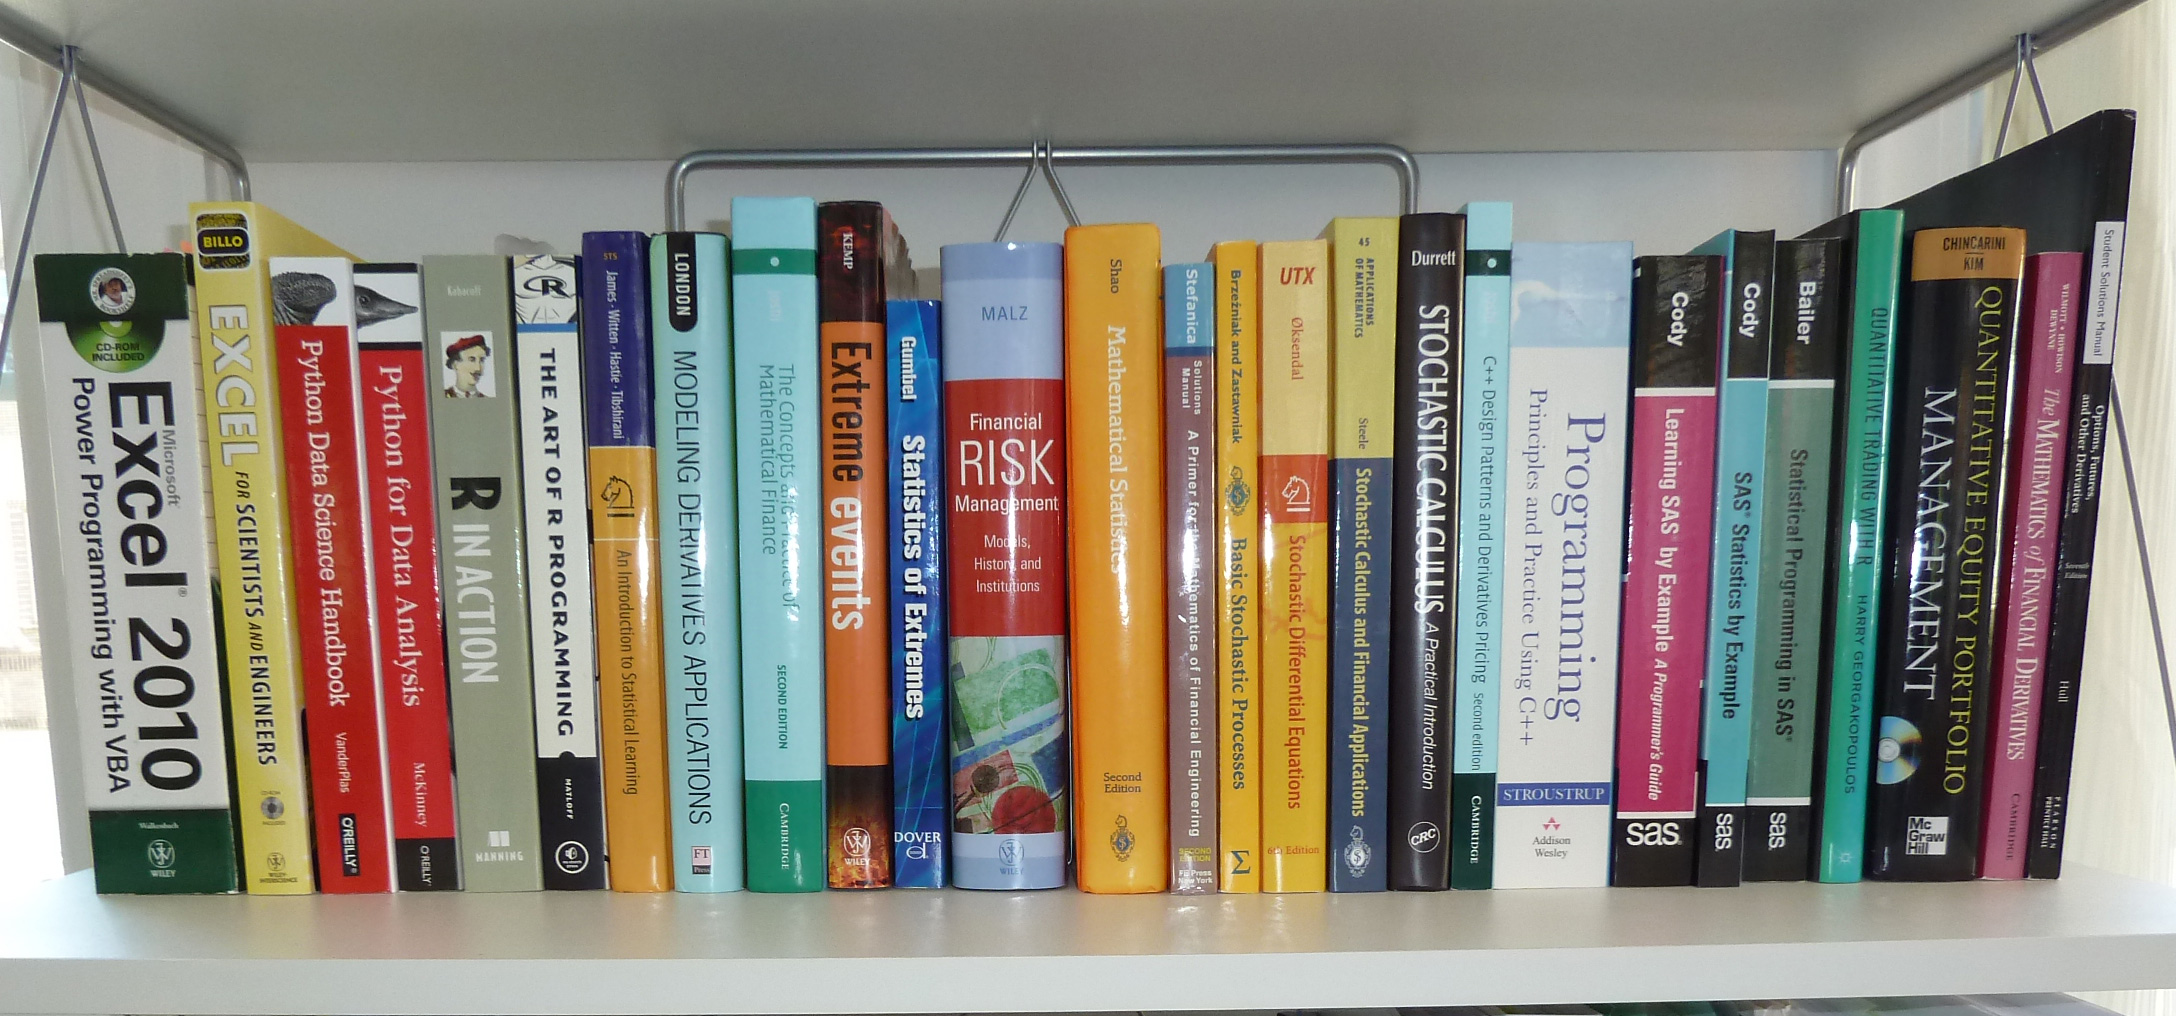 CD-ROM
INCLUDED
Microsoft
Excel® 2010
Power Programming with VBA
Walkenbach
WILEY
BILLO
EXCEL FOR SCIENTISTS AND ENGINEERS
CD-ROM
INCLUDED
WILEY-
INTERSCIENCE
Python Data Science Handbook
VanderPlas
O'REILLY®
Python for Data Analysis
McKinney
O'REILLY®
Kabacoff
R IN ACTION
MANNING
R
THE ART OF R PROGRAMMING
MATLOFF
STS
James · Witten · Hastie · Tibshirani
An Introduction to Statistical Learning
LONDON
MODELING DERIVATIVES APPLICATIONS
FT
Press
The Concepts and Practice of
Mathematical Finance
SECOND EDITION
CAMBRIDGE
KEMP
Extreme events
WILEY
Gumbel
Statistics of Extremes
DOVER
MALZ
Financial
RISK
Management
Models,
History, and
Institutions
WILEY
Shao
Mathematical Statistics
Second
Edition
Stefanica
Solutions
Manual
A Primer for the Mathematics of Financial Engineering
SECOND
EDITION
FE Press
New York
Brzeźniak and Zastawniak
Basic Stochastic Processes
UTX
Øksendal
Stochastic Differential Equations
6th Edition
45
APPLICATIONS
OF MATHEMATICS
Steele
Stochastic Calculus and Financial Applications
Durrett
STOCHASTIC CALCULUS A Practical Introduction
CRC
C++ Design Patterns and Derivatives Pricing Second edition
CAMBRIDGE
Programming
Principles and Practice Using C++
STROUSTRUP
Addison
Wesley
Cody
Learning SAS® by Example A Programmer's Guide
sas
Cody
SAS® Statistics by Example
sas
Bailer
Statistical Programming in SAS®
sas
QUANTITATIVE TRADING WITH R
HARRY GEORGAKOPOULOS
CHINCARINI
KIM
QUANTITATIVE EQUITY PORTFOLIO
MANAGEMENT
Mc
Graw
Hill
WILMOTT • HOWISON
DEWYNNE
The MATHEMATICS of FINANCIAL DERIVATIVES
CAMBRIDGE
Student Solutions Manual
Options, Futures,
and Other Derivatives
Seventh
Edition
Hull
PEARSON
PRENTICE HALL